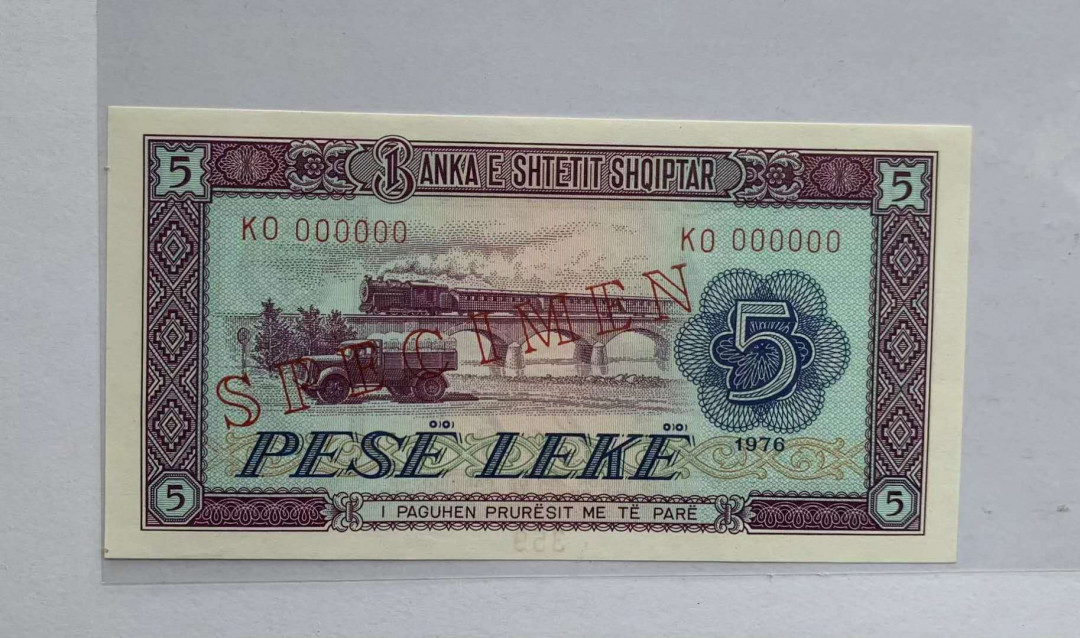 5 BANKA E SHTETIT SHQIPTAR 5
KO 000000 KO 000000
SPECIMEN
5
PESË LEKË 1976
5 I PAGUHEN PRURËSIT ME TË PARË 5